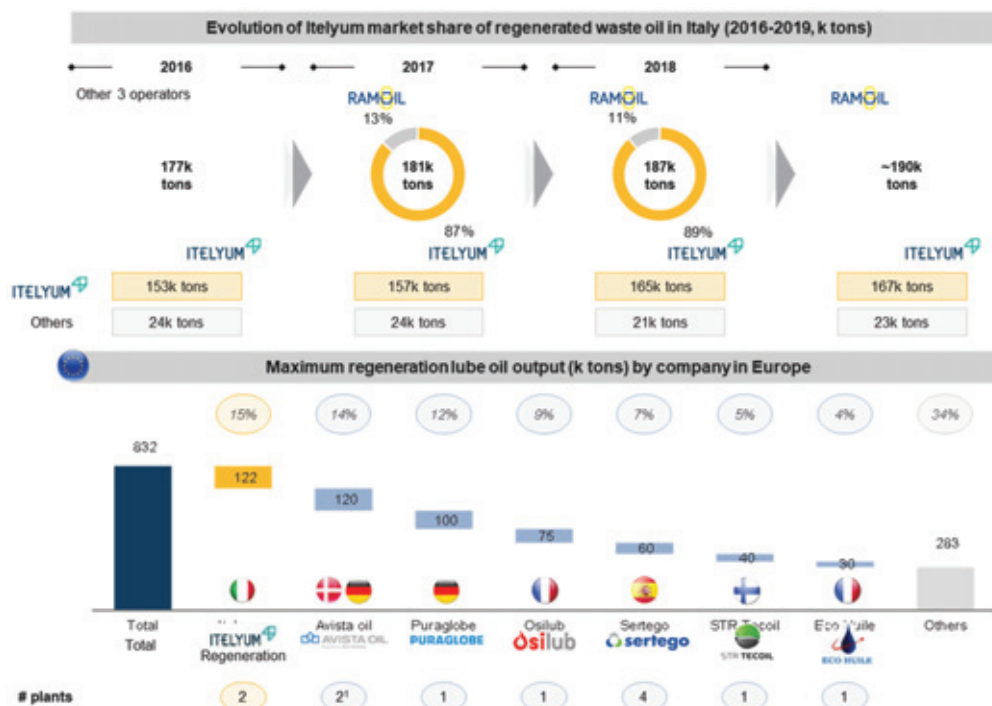 Evolution of Itelyum market share of regenerated waste oil in Italy (2016-2019, k tons)
2016 2017 2018
Other 3 operators
RAMOIL RAMOIL RAMOIL
13% 11%
177k tons 181k tons 187k tons ~190k tons
87% 89%
ITELYUM ITELYUM ITELYUM ITELYUM
ITELYUM 153k tons 157k tons 165k tons 167k tons
Others 24k tons 24k tons 21k tons 23k tons
Maximum regeneration lube oil output (k tons) by company in Europe
15% 14% 12% 9% 7% 5% 4% 34%
832 122 120 100 75 60 40 30 283
Total Avista oil Puraglobe Osilub Sertego STR Tecoil Eco Huile Others
Total ITELYUM Regeneration AVISTA OIL PURAGLOBE Osilub sertego STR TECOIL ECO HUILE
# plants 2 2¹ 1 1 4 1 1